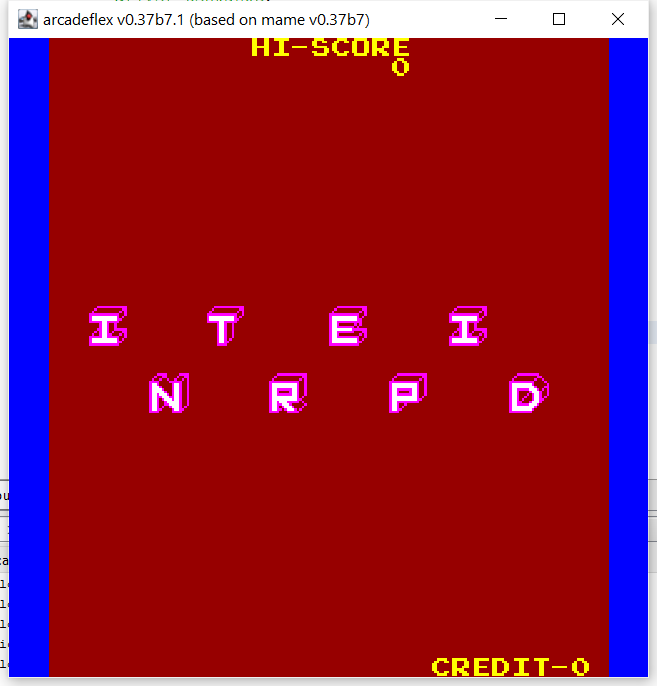 arcadeflex v0.37b7.1 (based on mame v0.37b7)
HI-SCORE
0
I T E I
N R P D
CREDIT-0